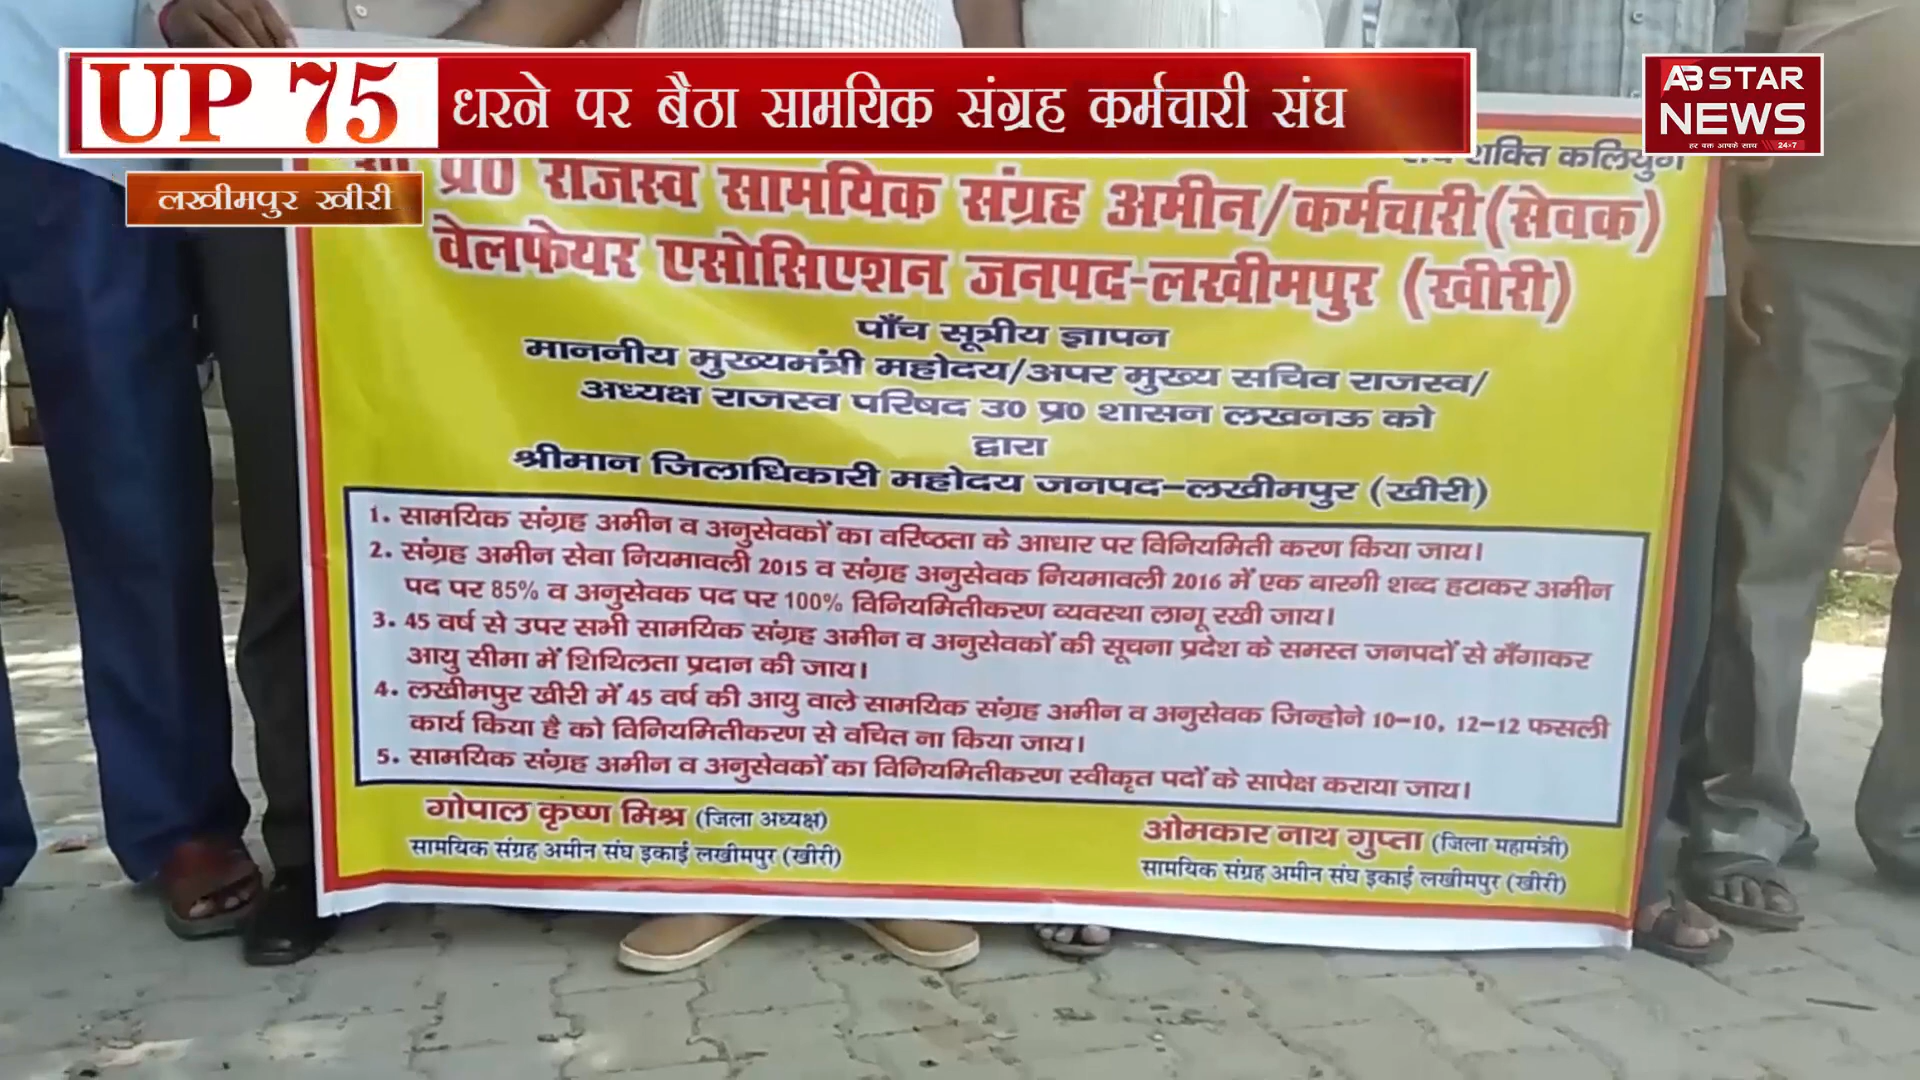 UP 75 धरने पर बैठा सामयिक संग्रह कर्मचारी संघ
AB STAR
NEWS
हर वक्त आपके साथ 24×7
लखीमपुर खीरी
शक्ति कलियुग
उ० प्र० राजस्व सामयिक संग्रह अमीन/कर्मचारी(सेवक)
वेलफेयर एसोसिएशन जनपद-लखीमपुर (खीरी)
पाँच सूत्रीय ज्ञापन
माननीय मुख्यमंत्री महोदय/अपर मुख्य सचिव राजस्व/
अध्यक्ष राजस्व परिषद उ० प्र० शासन लखनऊ को
द्वारा
श्रीमान जिलाधिकारी महोदय जनपद-लखीमपुर (खीरी)
1. सामयिक संग्रह अमीन व अनुसेवकों का वरिष्ठता के आधार पर विनियमिती करण किया जाय।
2. संग्रह अमीन सेवा नियमावली 2015 व संग्रह अनुसेवक नियमावली 2016 में एक बारगी शब्द हटाकर अमीन
पद पर 85% व अनुसेवक पद पर 100% विनियमितीकरण व्यवस्था लागू रखी जाय।
3. 45 वर्ष से उपर सभी सामयिक संग्रह अमीन व अनुसेवकों की सूचना प्रदेश के समस्त जनपदों से मँगाकर
आयु सीमा में शिथिलता प्रदान की जाय।
4. लखीमपुर खीरी में 45 वर्ष की आयु वाले सामयिक संग्रह अमीन व अनुसेवक जिन्होने 10-10, 12-12 फसली
कार्य किया है को विनियमितीकरण से वंचित ना किया जाय।
5. सामयिक संग्रह अमीन व अनुसेवकों का विनियमितीकरण स्वीकृत पदों के सापेक्ष कराया जाय।
गोपाल कृष्ण मिश्र (जिला अध्यक्ष)
सामयिक संग्रह अमीन संघ इकाई लखीमपुर (खीरी)
ओमकार नाथ गुप्ता (जिला महामंत्री)
सामयिक संग्रह अमीन संघ इकाई लखीमपुर (खीरी)